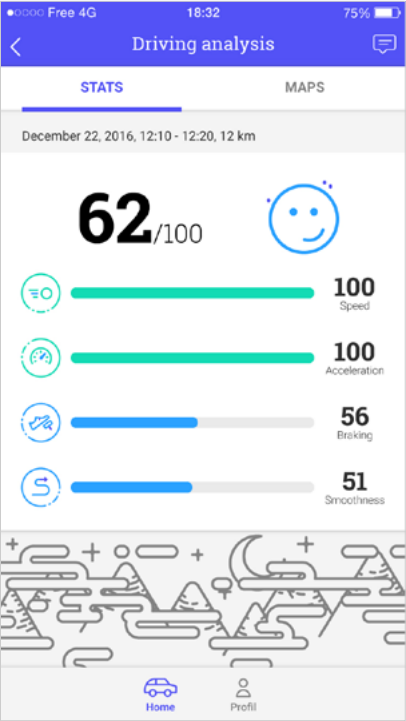 Free 4G 18:32 75%
Driving analysis
STATS MAPS
December 22, 2016, 12:10 - 12:20, 12 km
62/100
100
Speed
100
Acceleration
56
Braking
51
Smoothness
Home Profil